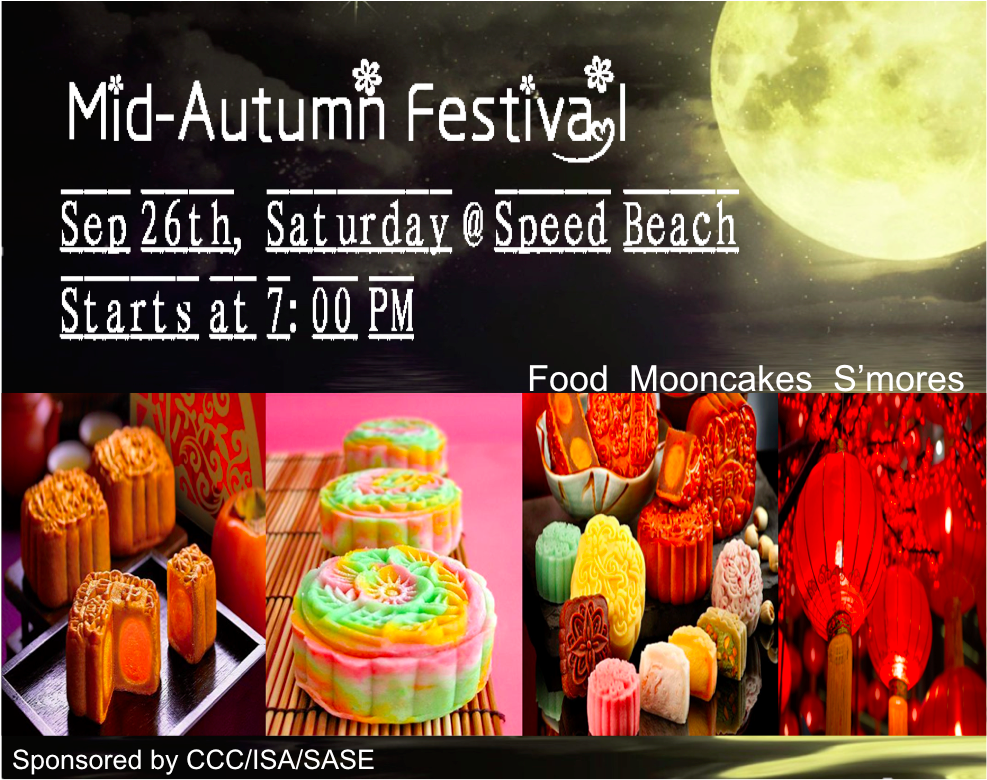 Mid-Autumn Festival
Sep 26th, Saturday @ Speed Beach
Starts at 7:00 PM
Food Mooncakes S’mores
Sponsored by CCC/ISA/SASE